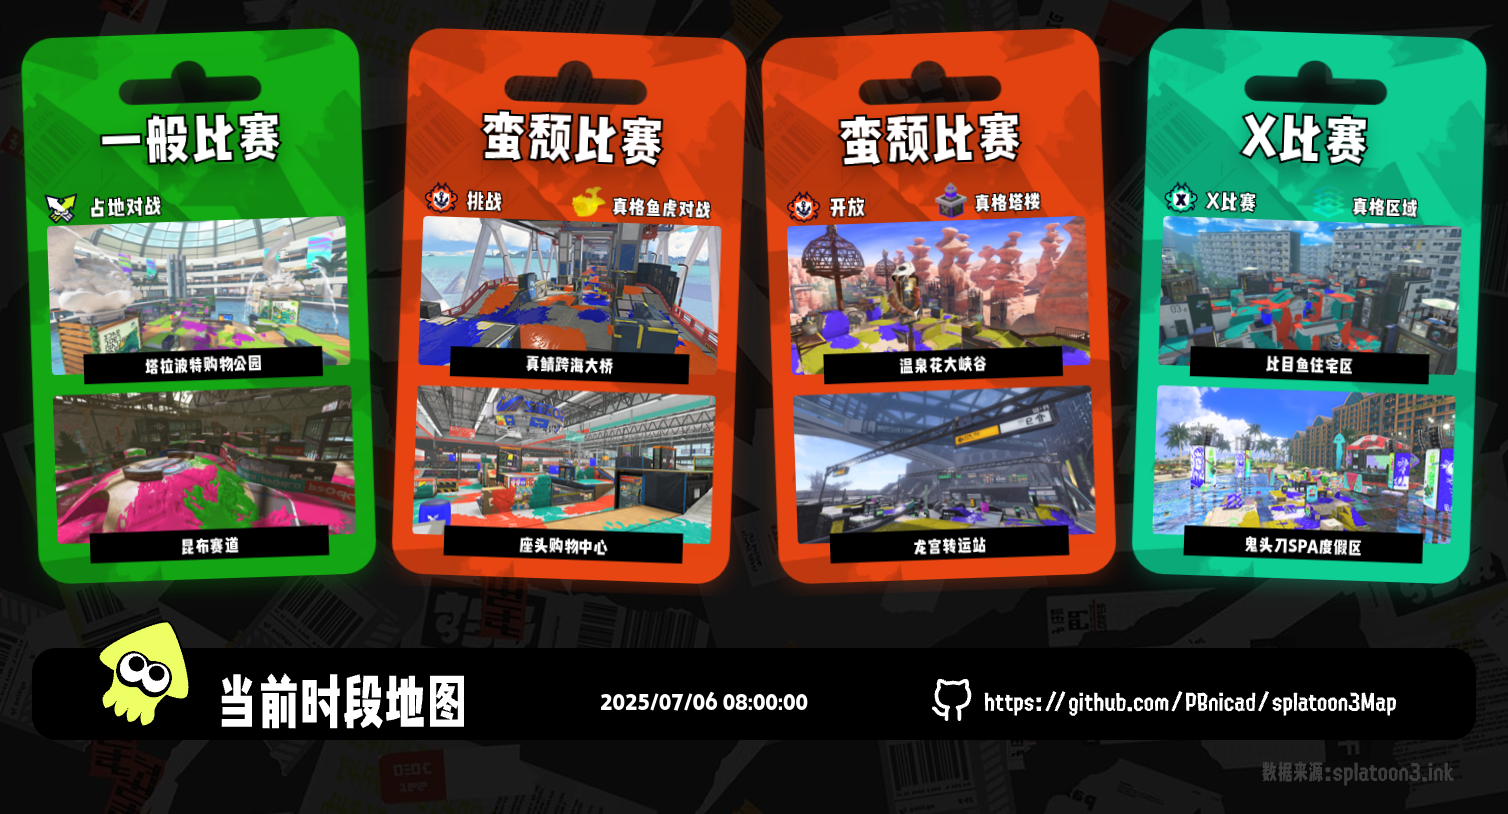 一般比赛
占地对战
塔拉波特购物公园
昆布赛道
蛮颓比赛
挑战
真格鱼虎对战
真鲭跨海大桥
座头购物中心
蛮颓比赛
开放
真格塔楼
温泉花大峡谷
龙宫转运站
X比赛
X比赛
真格区域
比目鱼住宅区
鬼头刀SPA度假区
当前时段地图
2025/07/06 08:00:00
https://github.com/PBnicad/splatoon3Map
数据来源:splatoon3.ink